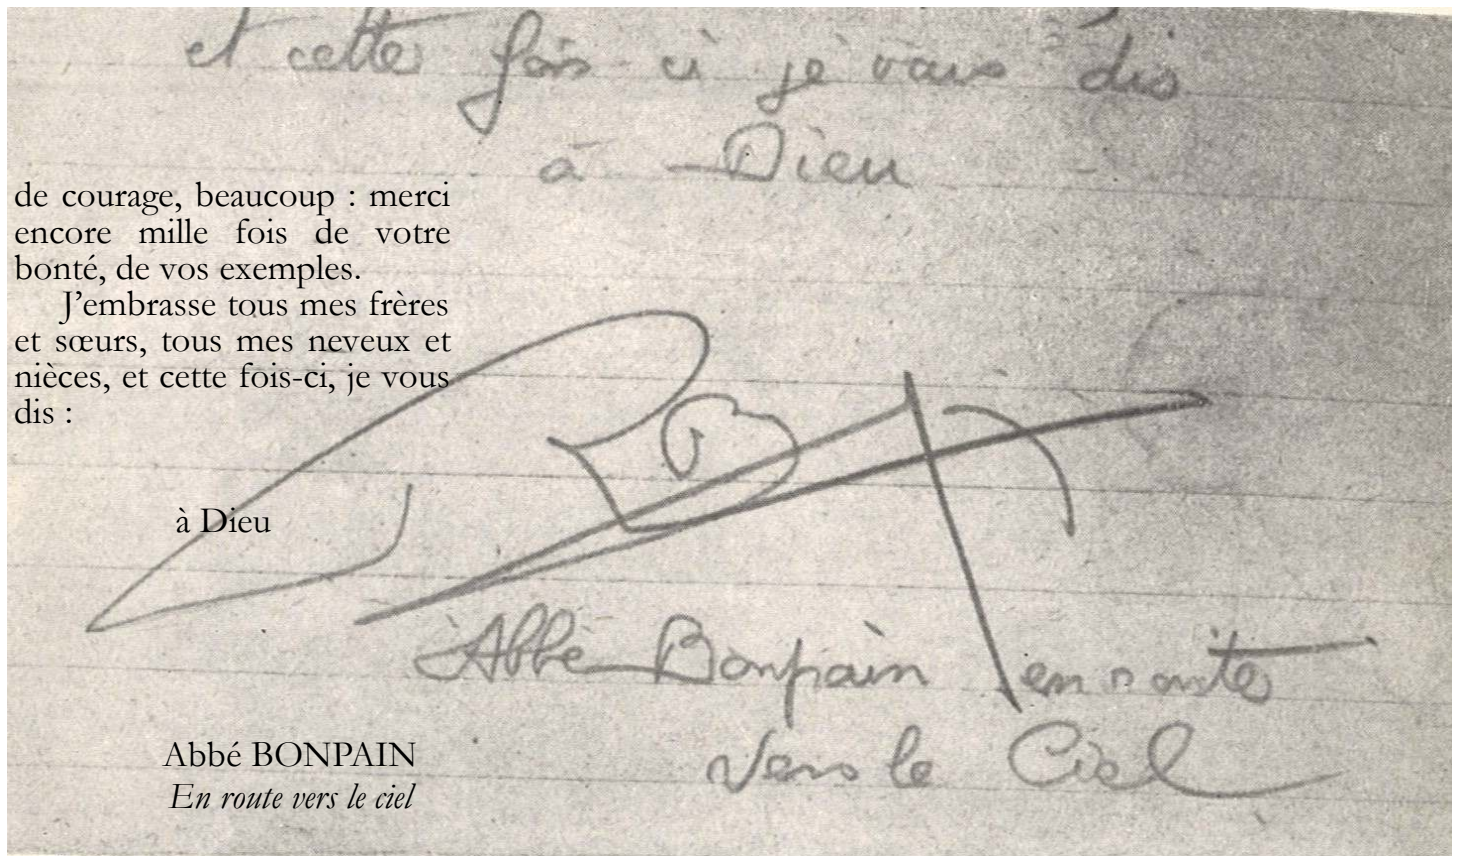 et cette fois ci je vous dis
à Dieu
de courage, beaucoup : merci
encore mille fois de votre
bonté, de vos exemples.
J’embrasse tous mes frères
et sœurs, tous mes neveux et
nièces, et cette fois-ci, je vous
dis :
à Dieu
Abbé Bonpain en route
vers le Ciel
Abbé BONPAIN
En route vers le ciel